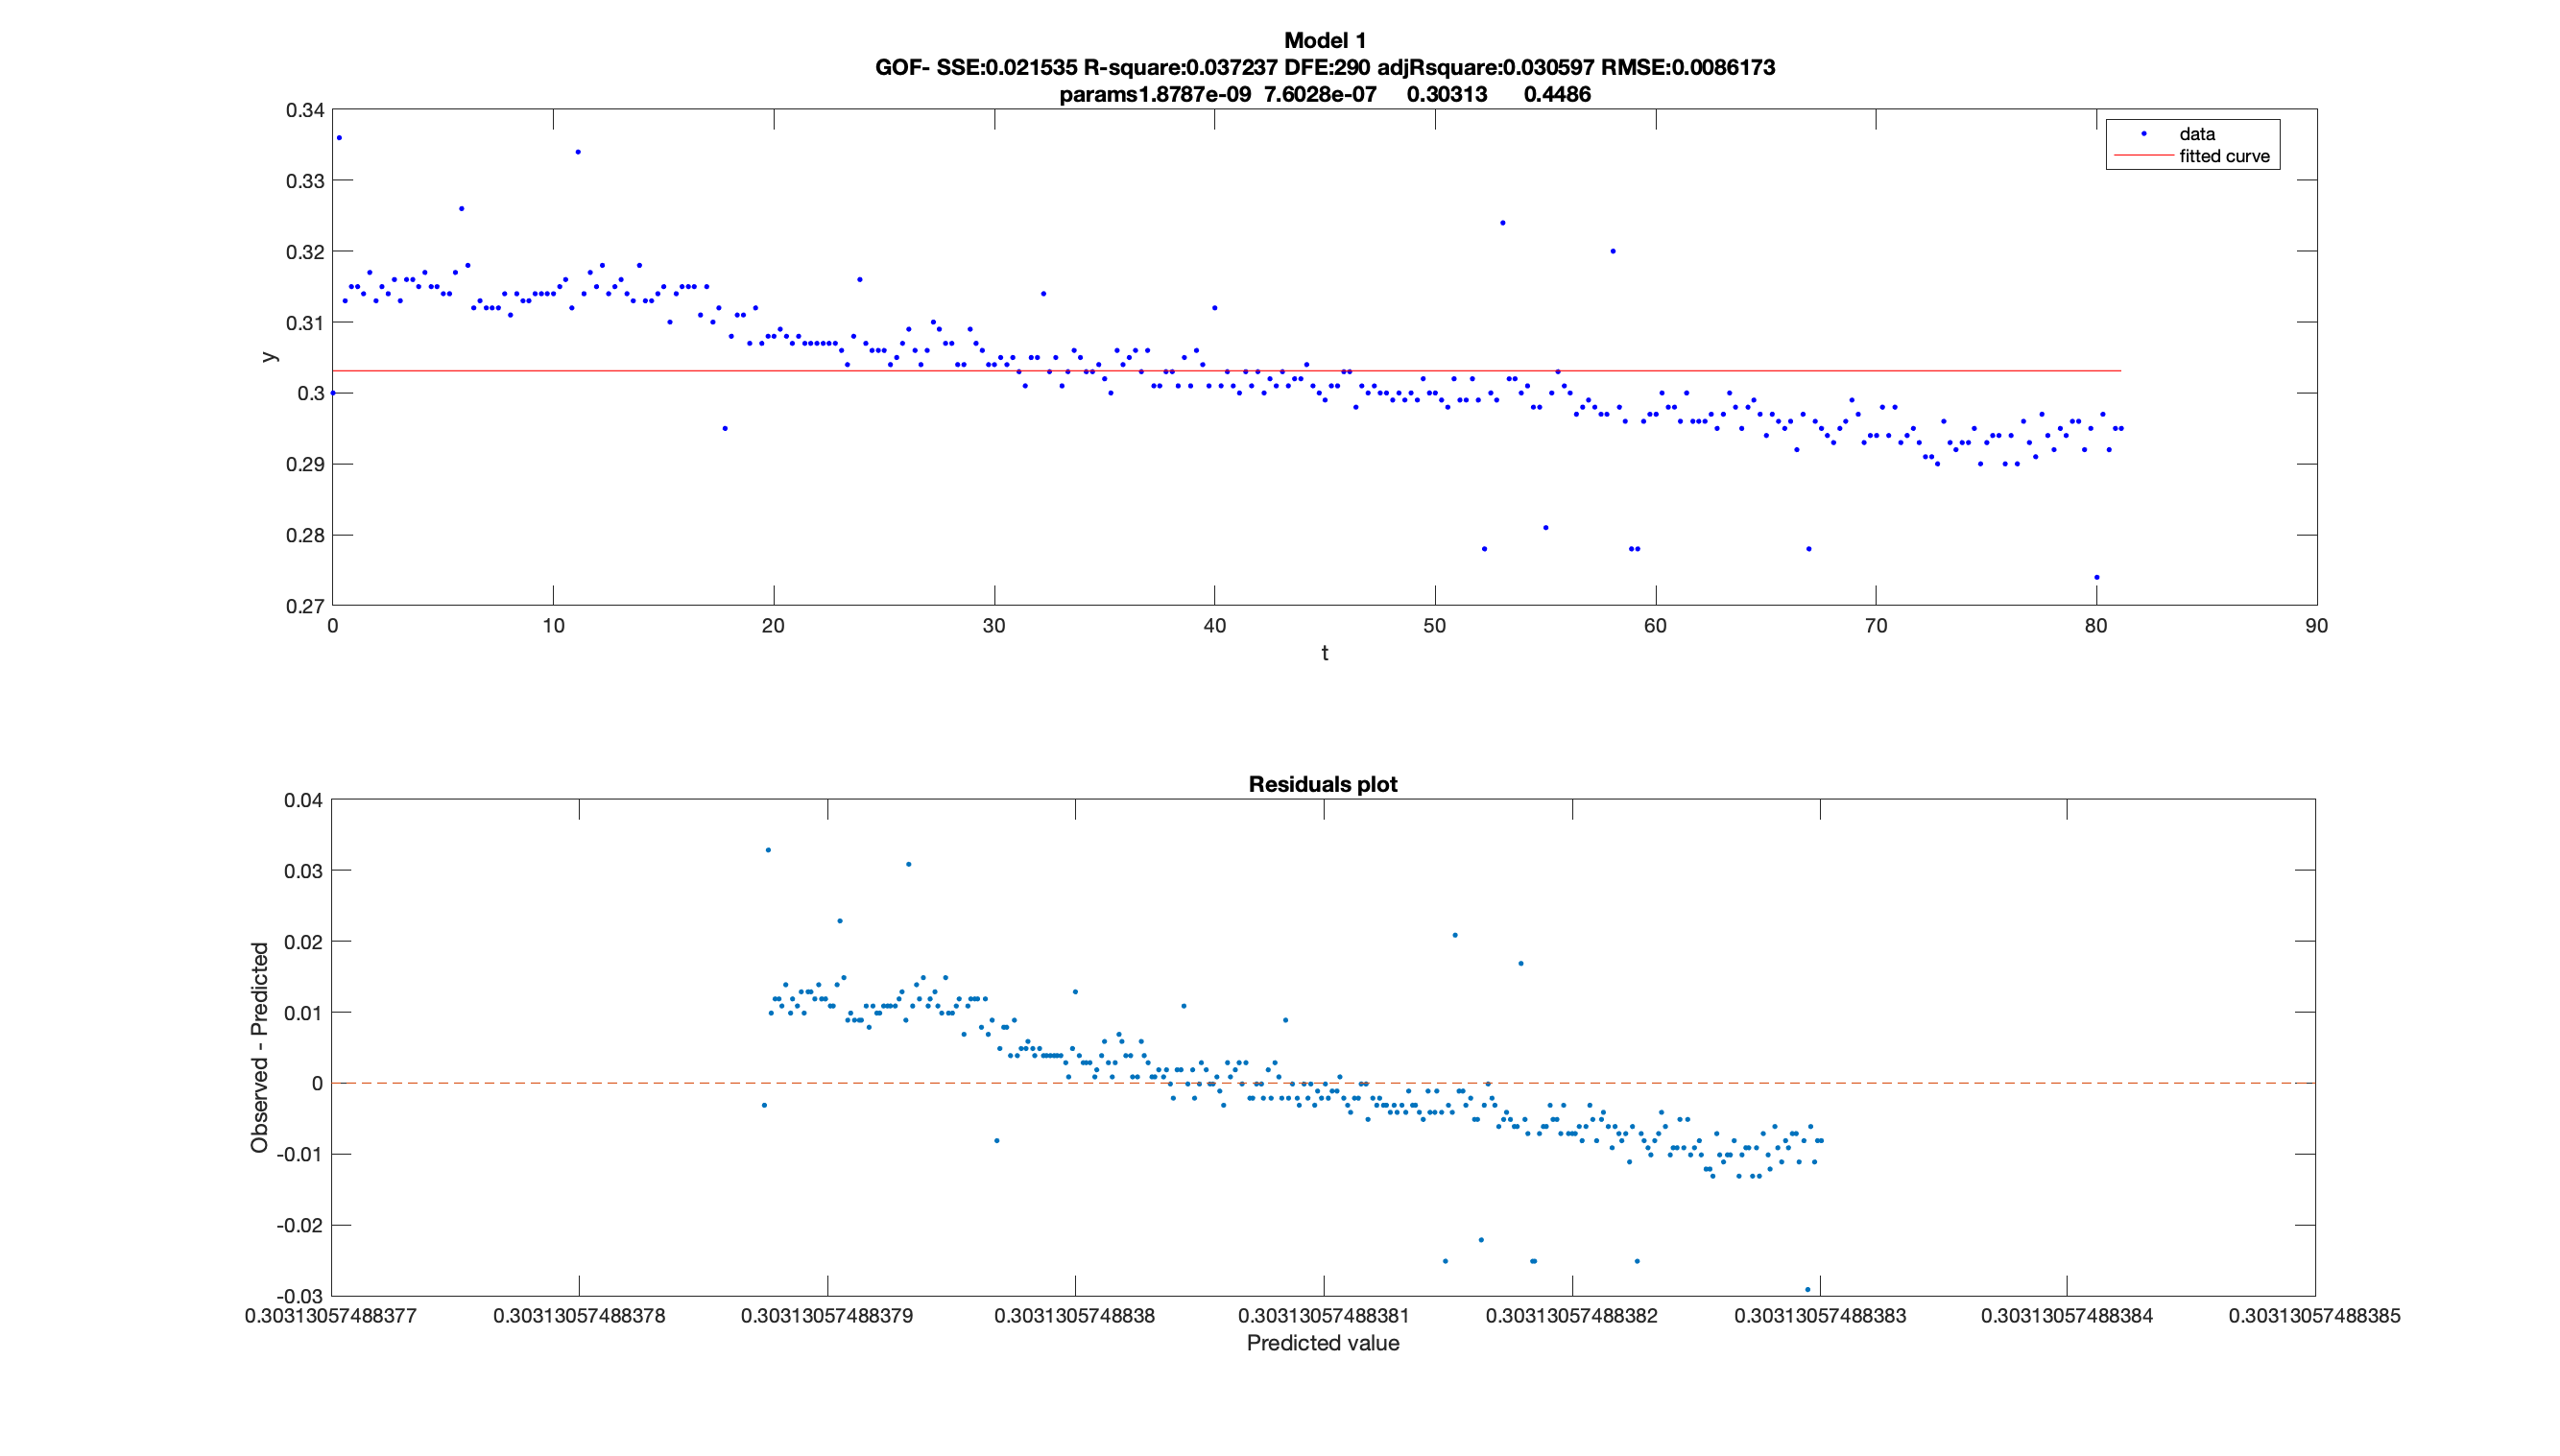 Model 1
GOF- SSE:0.021535 R-square:0.037237 DFE:290 adjRsquare:0.030597 RMSE:0.0086173
params1.8787e-09 7.6028e-07 0.30313 0.4486
0.34
0.33
0.32
0.31
0.3
0.29
0.28
0.27
y
data
fitted curve
0 10 20 30 40 50 60 70 80 90
t
Residuals plot
0.04
0.03
0.02
0.01
0
-0.01
-0.02
-0.03
Observed - Predicted
0.30313057488377 0.30313057488378 0.30313057488379 0.3031305748838 0.30313057488381 0.30313057488382 0.30313057488383 0.30313057488384 0.30313057488385
Predicted value